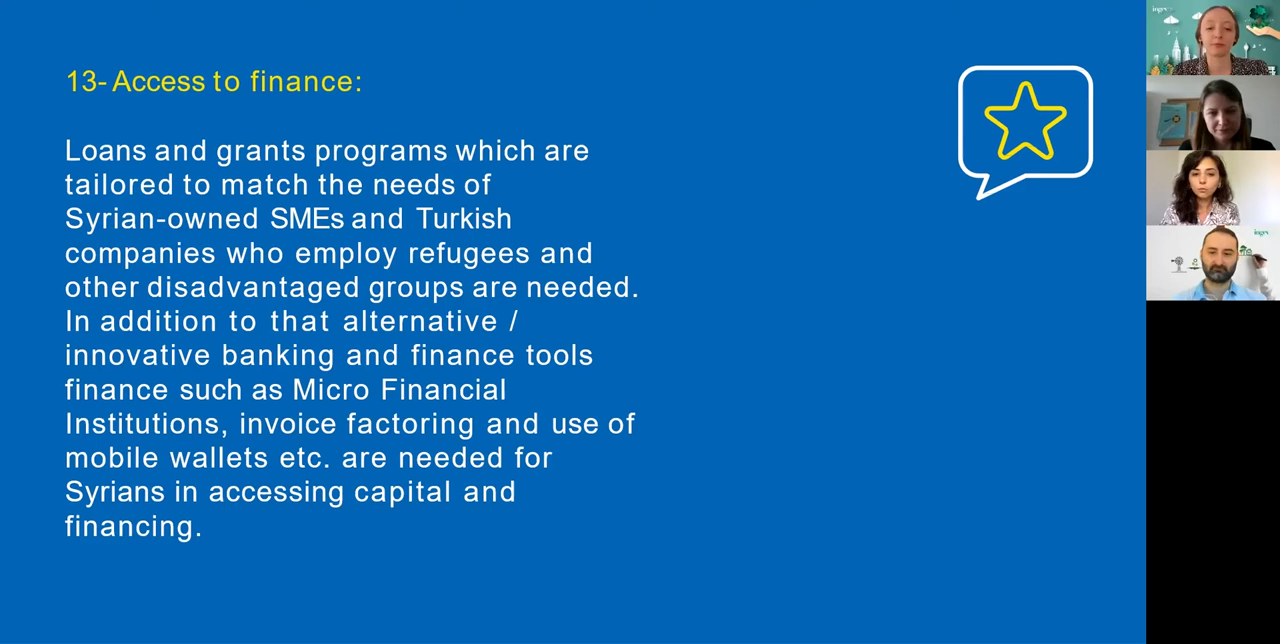 13- Access to finance:
Loans and grants programs which are
tailored to match the needs of
Syrian-owned SMEs and Turkish
companies who employ refugees and
other disadvantaged groups are needed.
In addition to that alternative /
innovative banking and finance tools
finance such as Micro Financial
Institutions, invoice factoring and use of
mobile wallets etc. are needed for
Syrians in accessing capital and
financing.